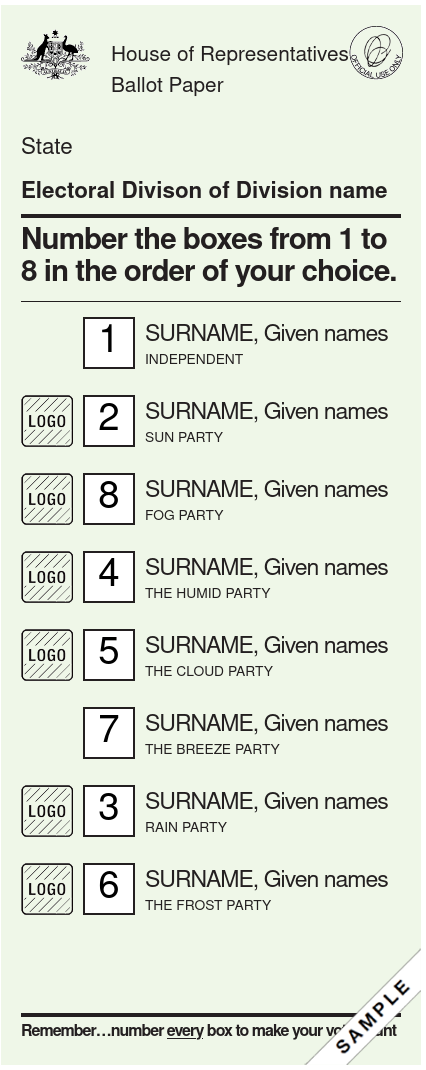 House of Representatives
Ballot Paper
OFFICIAL USE ONLY
State
Electoral Divison of Division name
Number the boxes from 1 to
8 in the order of your choice.
1 SURNAME, Given names
INDEPENDENT
LOGO 2 SURNAME, Given names
SUN PARTY
LOGO 8 SURNAME, Given names
FOG PARTY
LOGO 4 SURNAME, Given names
THE HUMID PARTY
LOGO 5 SURNAME, Given names
THE CLOUD PARTY
7 SURNAME, Given names
THE BREEZE PARTY
LOGO 3 SURNAME, Given names
RAIN PARTY
LOGO 6 SURNAME, Given names
THE FROST PARTY
Remember...number every box to make your
SAMPLE